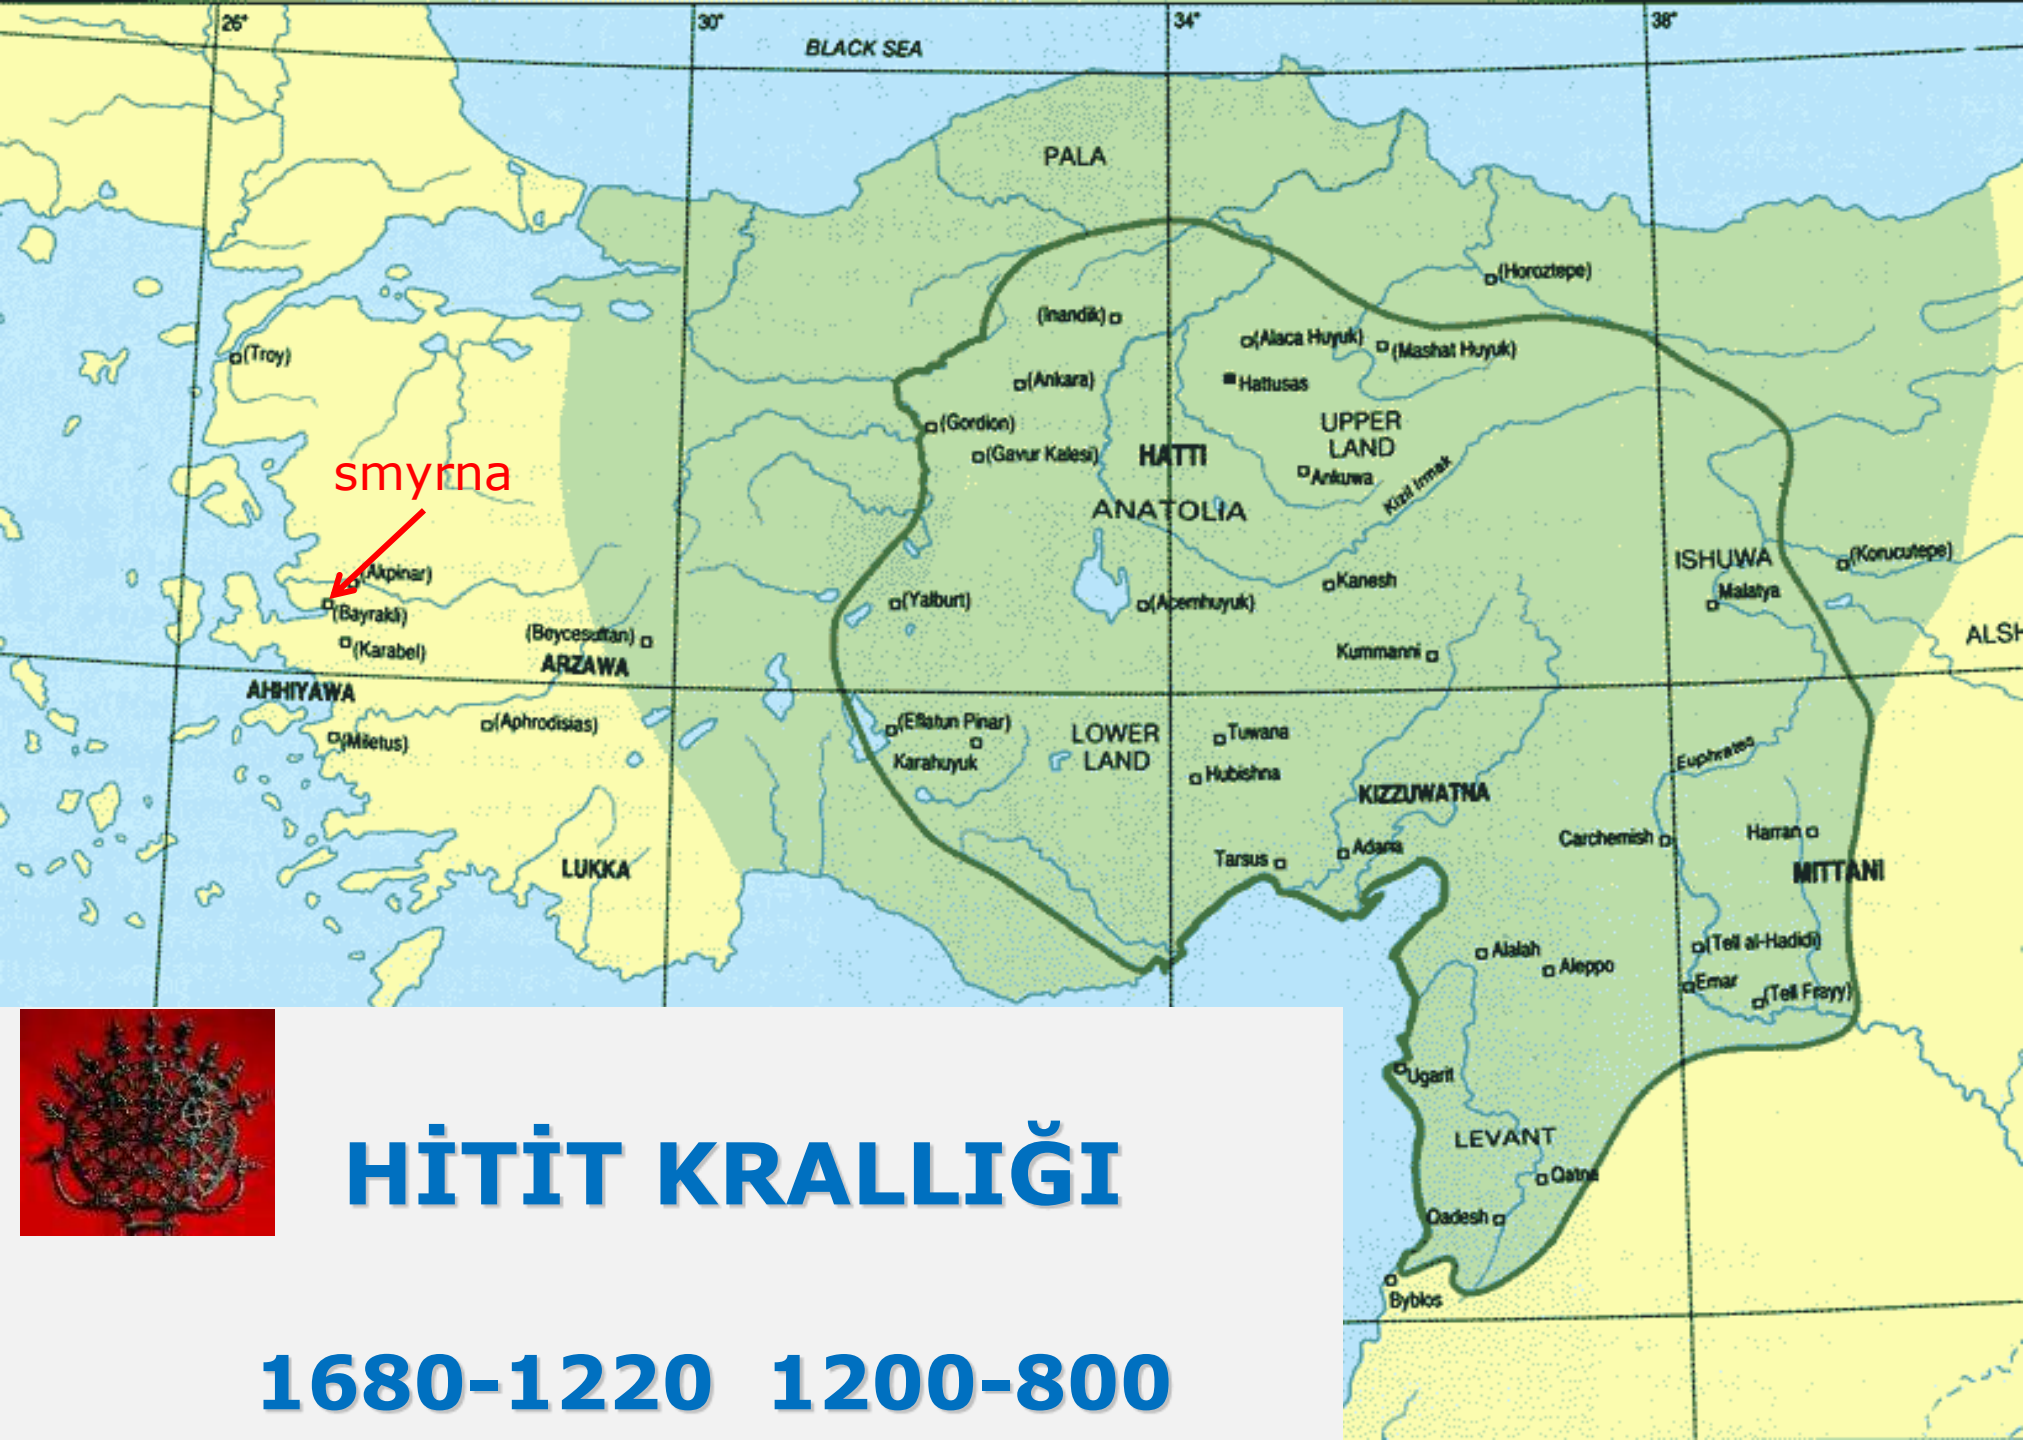 26°
30°
34°
38°
BLACK SEA
PALA
(Horoztepe)
(Inandik)
(Alaca Huyuk)
(Mashat Huyuk)
(Troy)
(Ankara)
Hattusas
(Gordion)
UPPER
LAND
(Gavur Kalesi)
HATTI
smyrna
Ankuwa
Kizil Irmak
ANATOLIA
ISHUWA
(Korucutepe)
(Akpinar)
Kanesh
Malatya
(Yalburt)
(Acemhuyuk)
(Bayrakli)
(Beycesultan)
ALSH
(Karabel)
Kummanni
ARZAWA
AHHIYAWA
(Aphrodisias)
(Eflatun Pinar)
LOWER
LAND
Tuwana
(Miletus)
Karahuyuk
Euphrates
Hubishna
KIZZUWATNA
Carchemish
Harran
Tarsus
Adana
LUKKA
MITTANI
Alalah
(Tell al-Hadidi)
Aleppo
Emar
(Tell Frayy)
Ugarit
LEVANT
HİTİT KRALLIĞI
Qatna
Qadesh
Byblos
1680-1220 1200-800